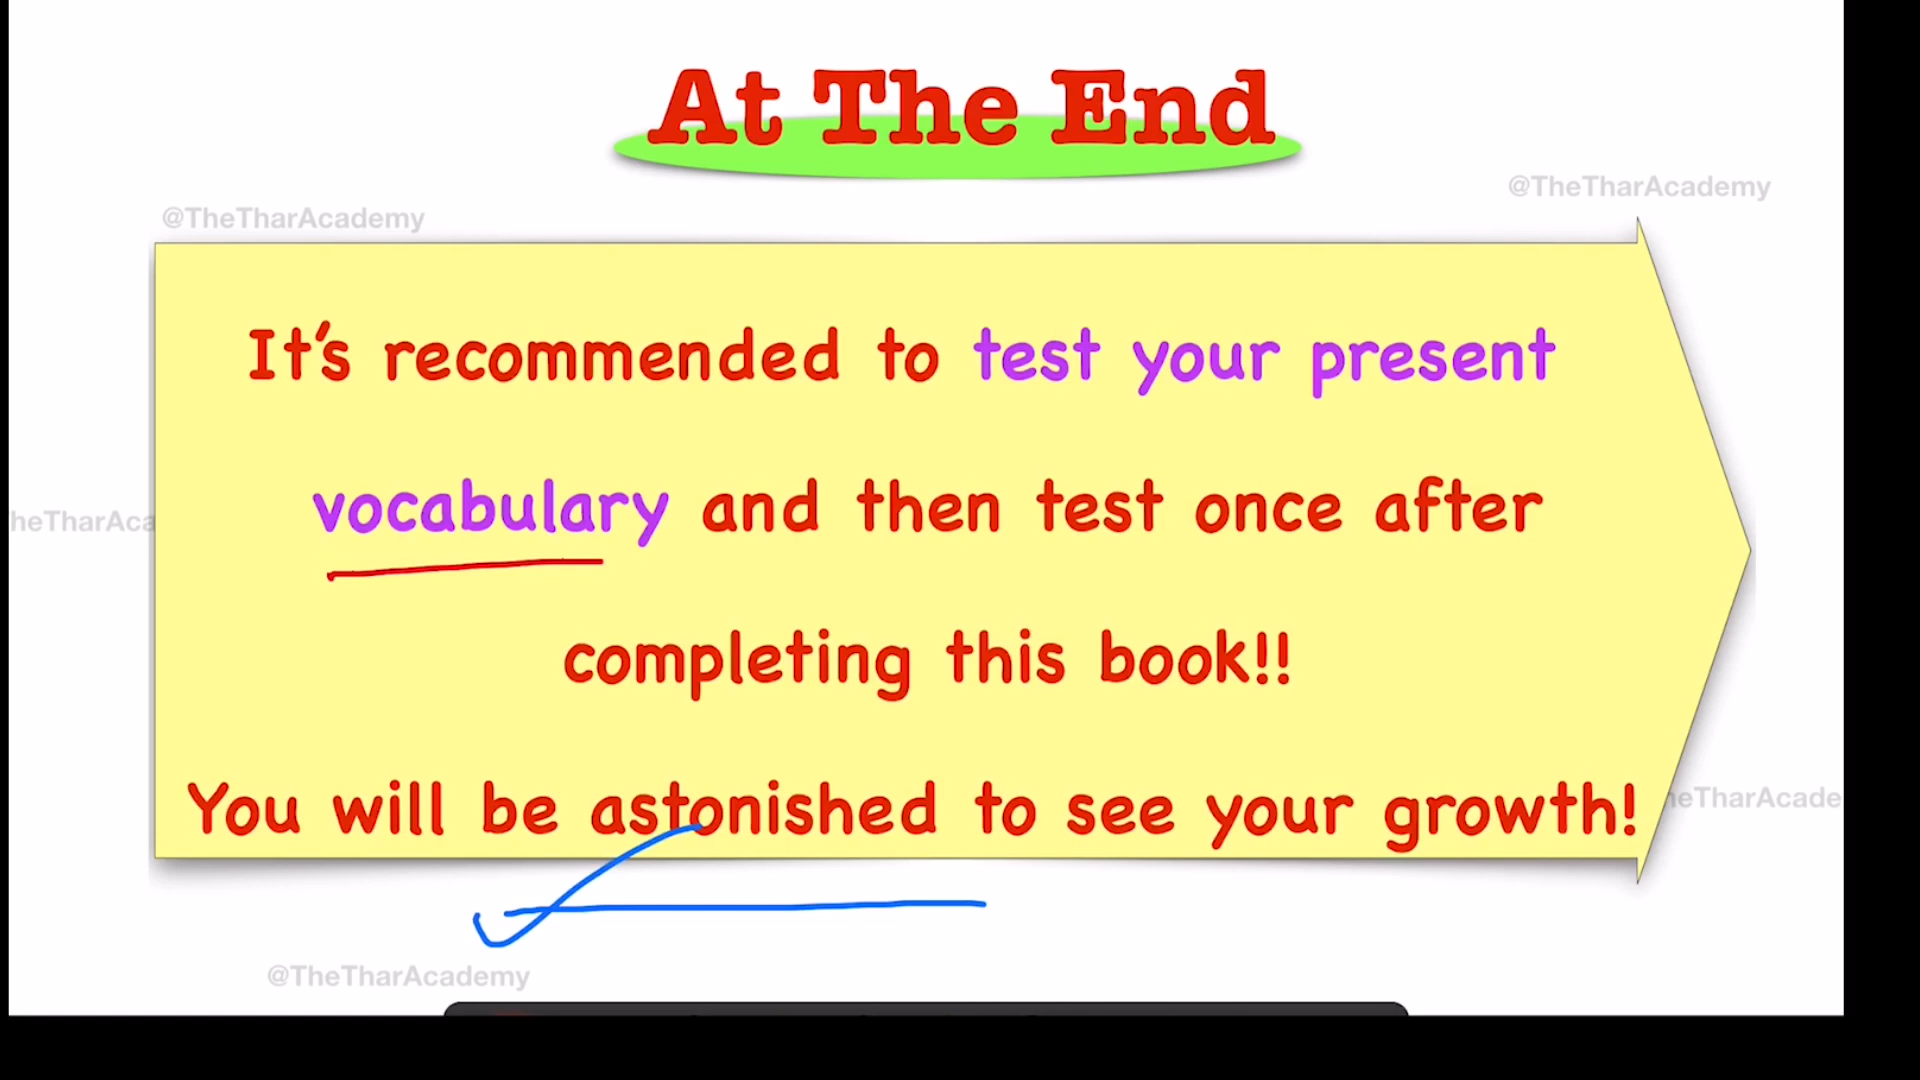 At The End
@TheTharAcademy
@TheTharAcademy
It's recommended to test your present
vocabulary and then test once after
heTharAca
completing this book!!
You will be astonished to see your growth!
heTharAcade
@TheTharAcademy